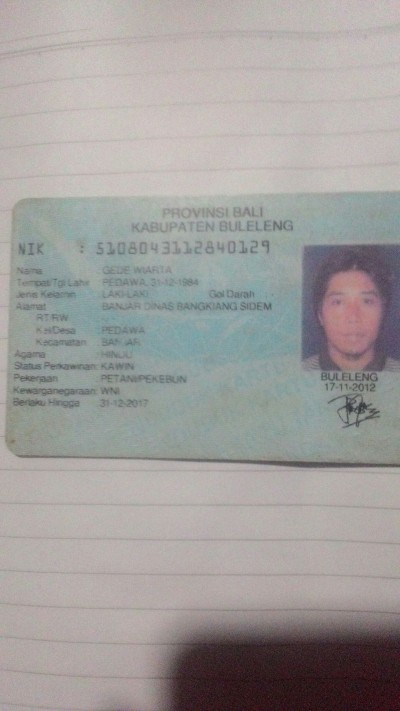 PROVINSI BALI
KABUPATEN BULELENG
NIK : 5108043112840129
Nama : GEDE WIARTA
Tempat/Tgl Lahir : PEDAWA, 31-12-1984
Jenis Kelamin : LAKI-LAKI Gol Darah :
Alamat : BANJAR DINAS BANGKIANG SIDEM
RT/RW :
Kel/Desa : PEDAWA
Kecamatan : BANJAR
Agama : HINDU
Status Perkawinan: KAWIN
Pekerjaan : PETANI/PEKEBUN
Kewarganegaraan: WNI
Berlaku Hingga : 31-12-2017
BULELENG
17-11-2012